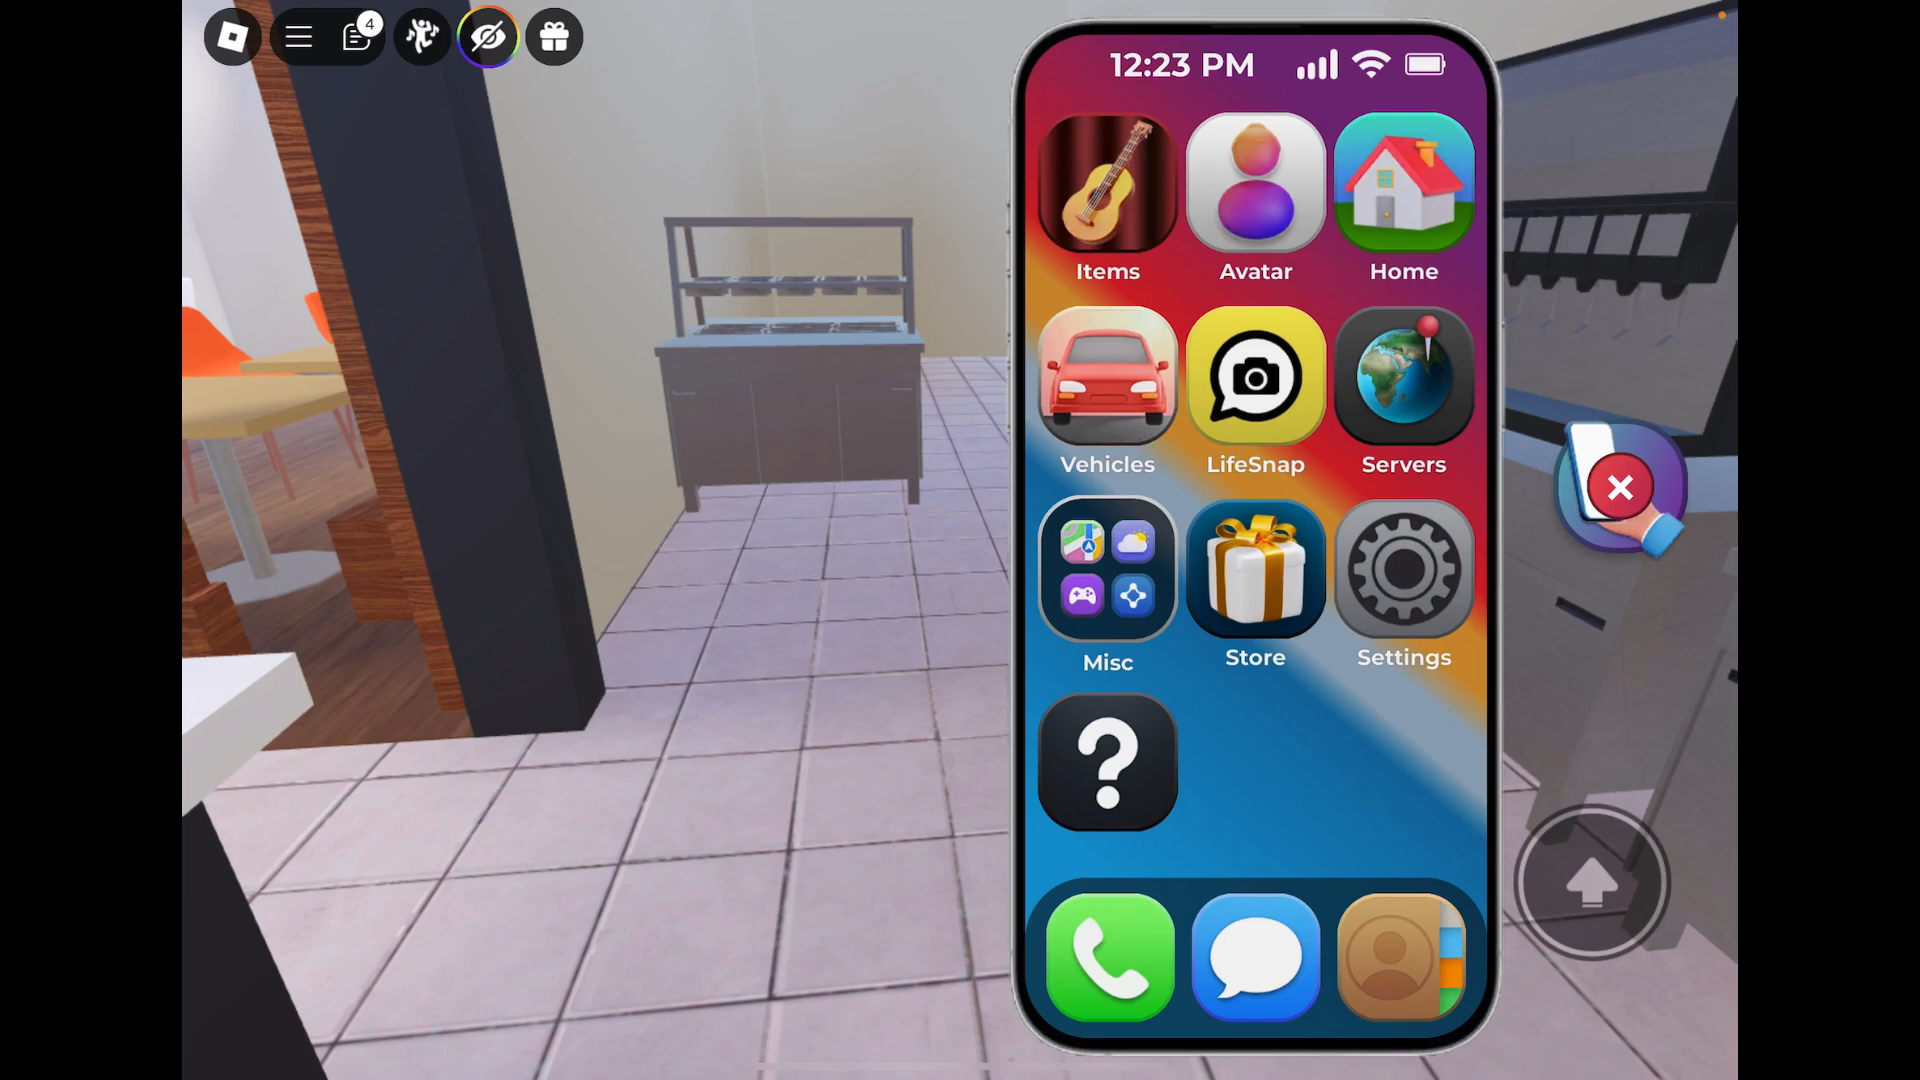 4
12:23 PM
Items
Avatar
Home
Vehicles
LifeSnap
Servers
Misc
Store
Settings
?